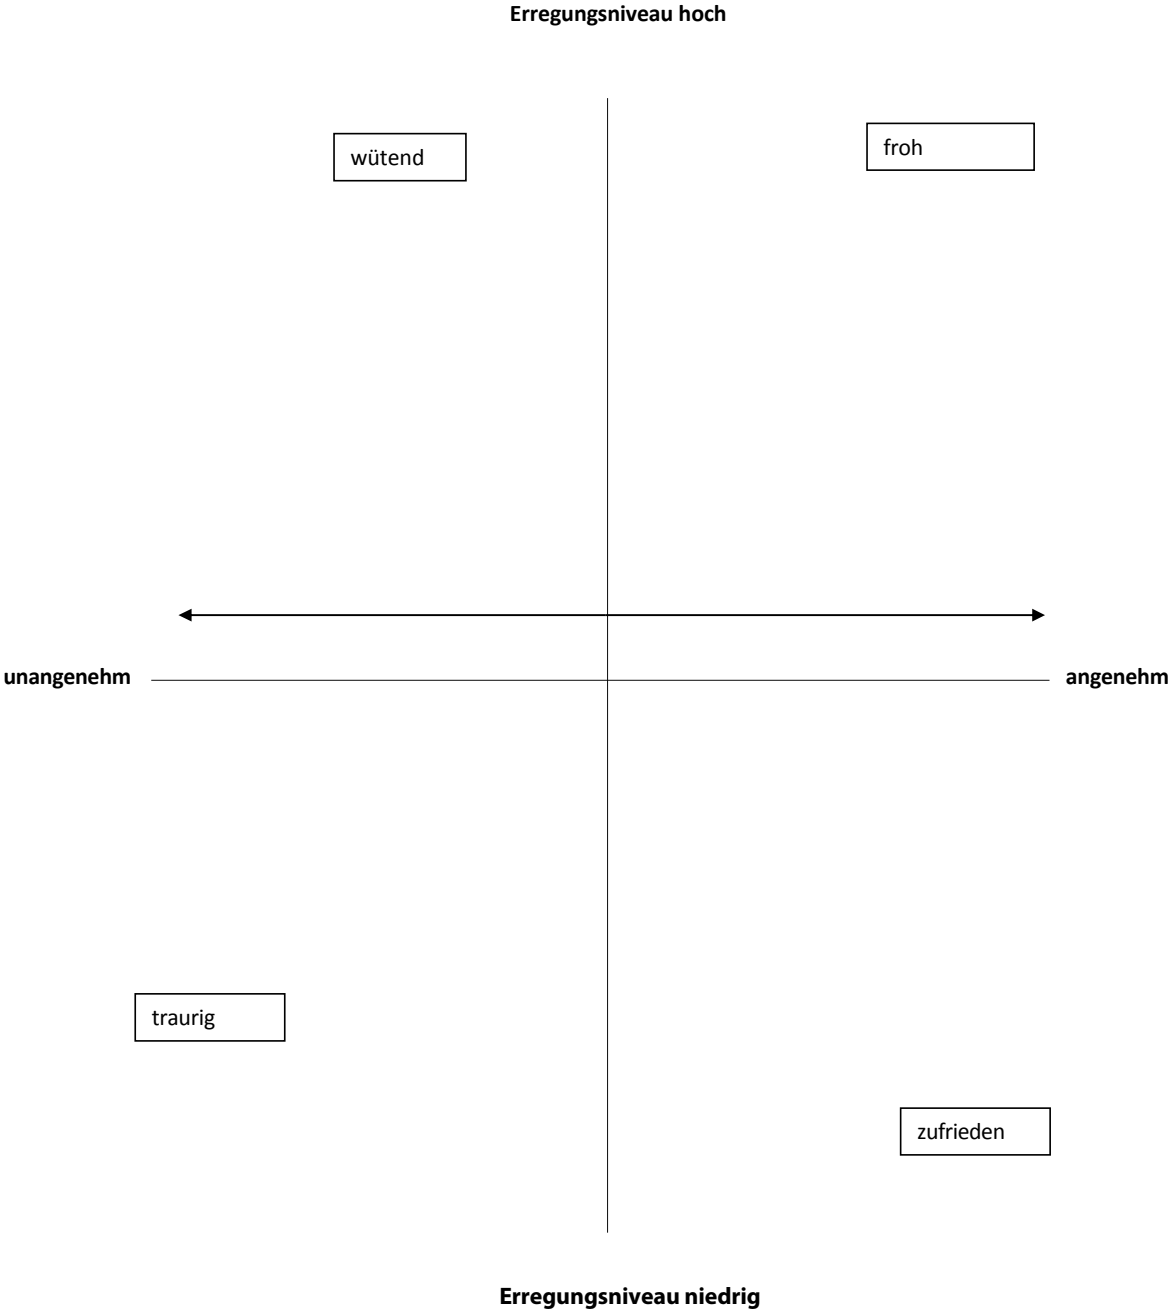 Erregungsniveau hoch
wütend
froh
unangenehm
angenehm
traurig
zufrieden
Erregungsniveau niedrig